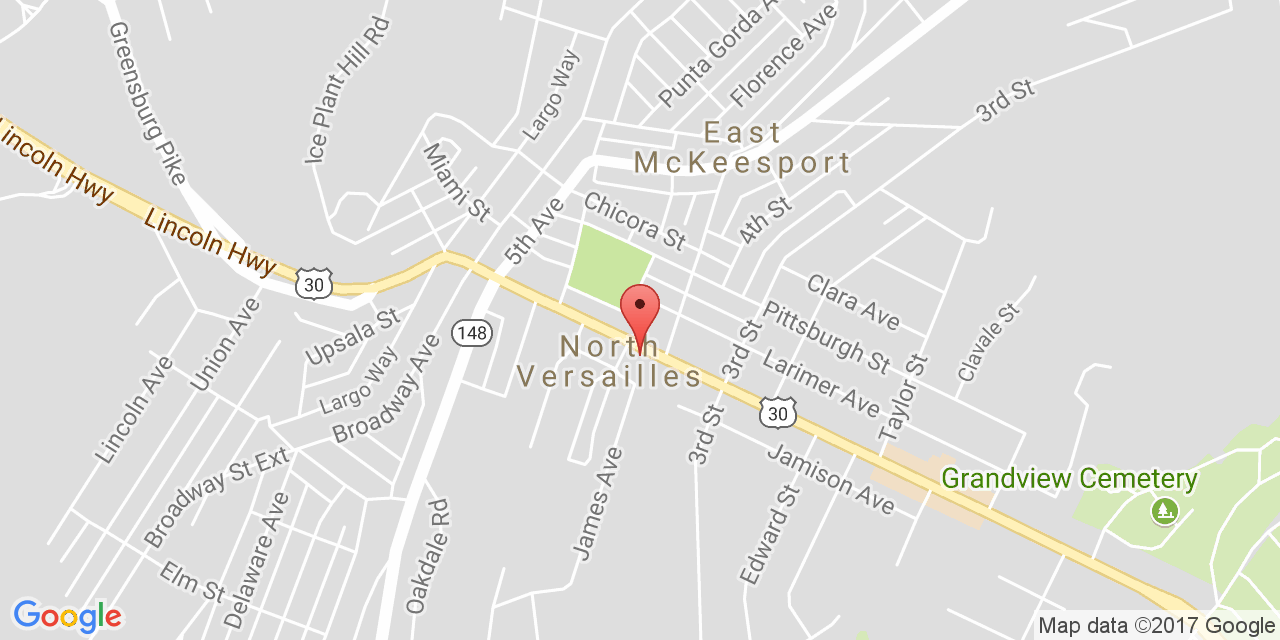 Greensburg Pike
Ice Plant Hill Rd
Largo Way
Punta Gorda A
Florence Ave
3rd St
East
McKeesport
Lincoln Hwy
Lincoln Hwy
Miami St
5th Ave
Chicora St
4th St
30
Clara Ave
Pittsburgh St
Clavale St
Union Ave
Upsala St
148
North
Versailles
3rd St
Larimer Ave
Taylor St
Lincoln Ave
Largo Way
Broadway Ave
30
3rd St
Jamison Ave
Grandview Cemetery
Broadway St Ext
Delaware Ave
Oakdale Rd
James Ave
Edward St
Elm St
Google
Map data ©2017 Google